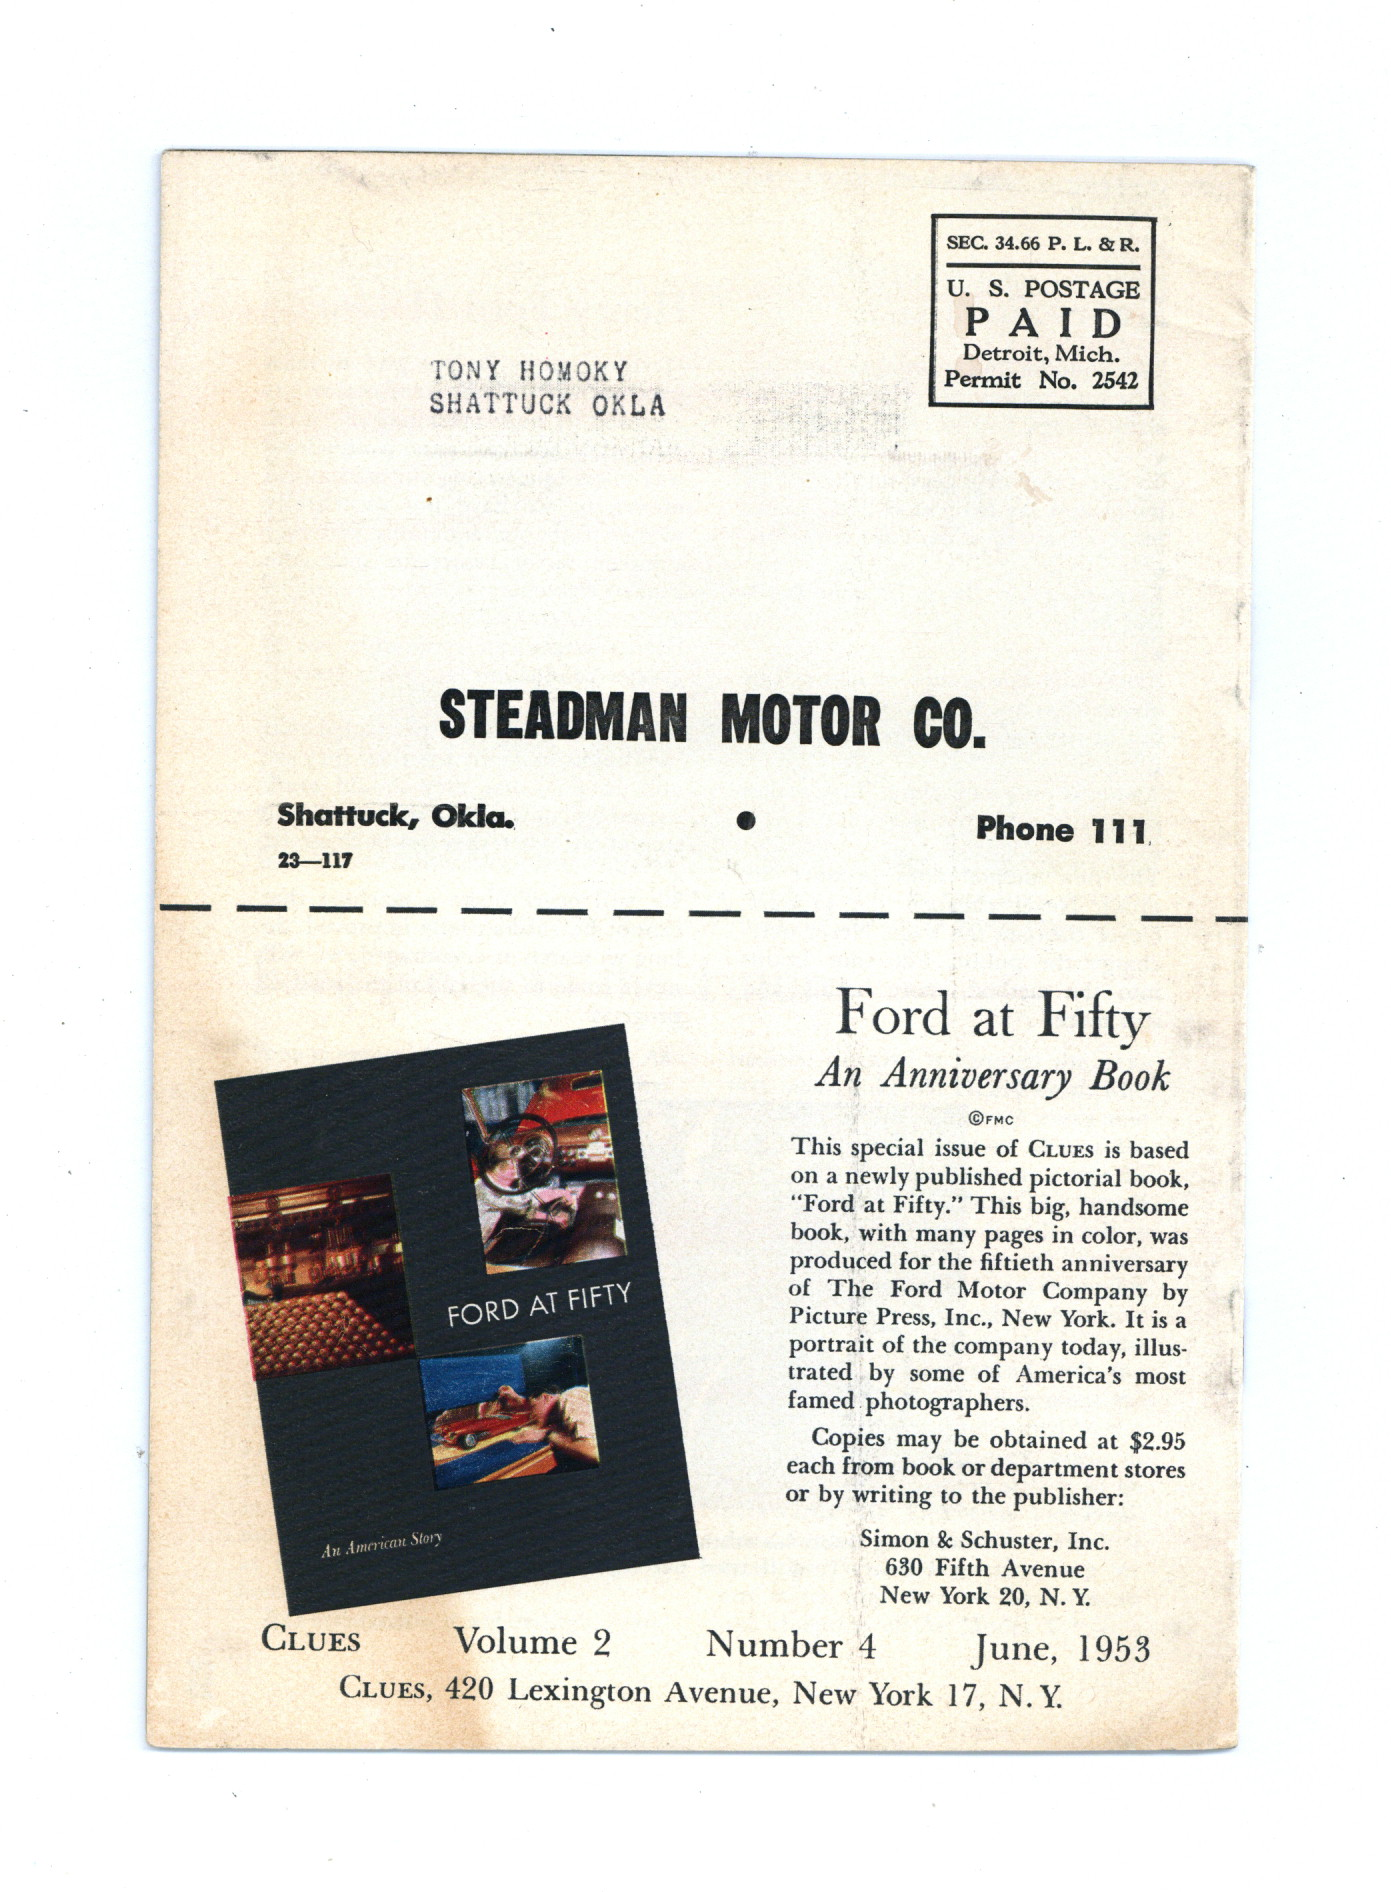 SEC. 34.66 P. L. & R.
U. S. POSTAGE
PAID
Detroit, Mich.
Permit No. 2542
TONY HOMOKY
SHATTUCK OKLA
STEADMAN MOTOR CO.
Shattuck, Okla. • Phone 111
23—117
Ford at Fifty
An Anniversary Book
©FMC
This special issue of CLUES is based
on a newly published pictorial book,
"Ford at Fifty." This big, handsome
book, with many pages in color, was
produced for the fiftieth anniversary
of The Ford Motor Company by
Picture Press, Inc., New York. It is a
portrait of the company today, illus-
trated by some of America's most
famed photographers.
Copies may be obtained at $2.95
each from book or department stores
or by writing to the publisher:
Simon & Schuster, Inc.
630 Fifth Avenue
New York 20, N. Y.
FORD AT FIFTY
An American Story
CLUES Volume 2 Number 4 June, 1953
CLUES, 420 Lexington Avenue, New York 17, N. Y.